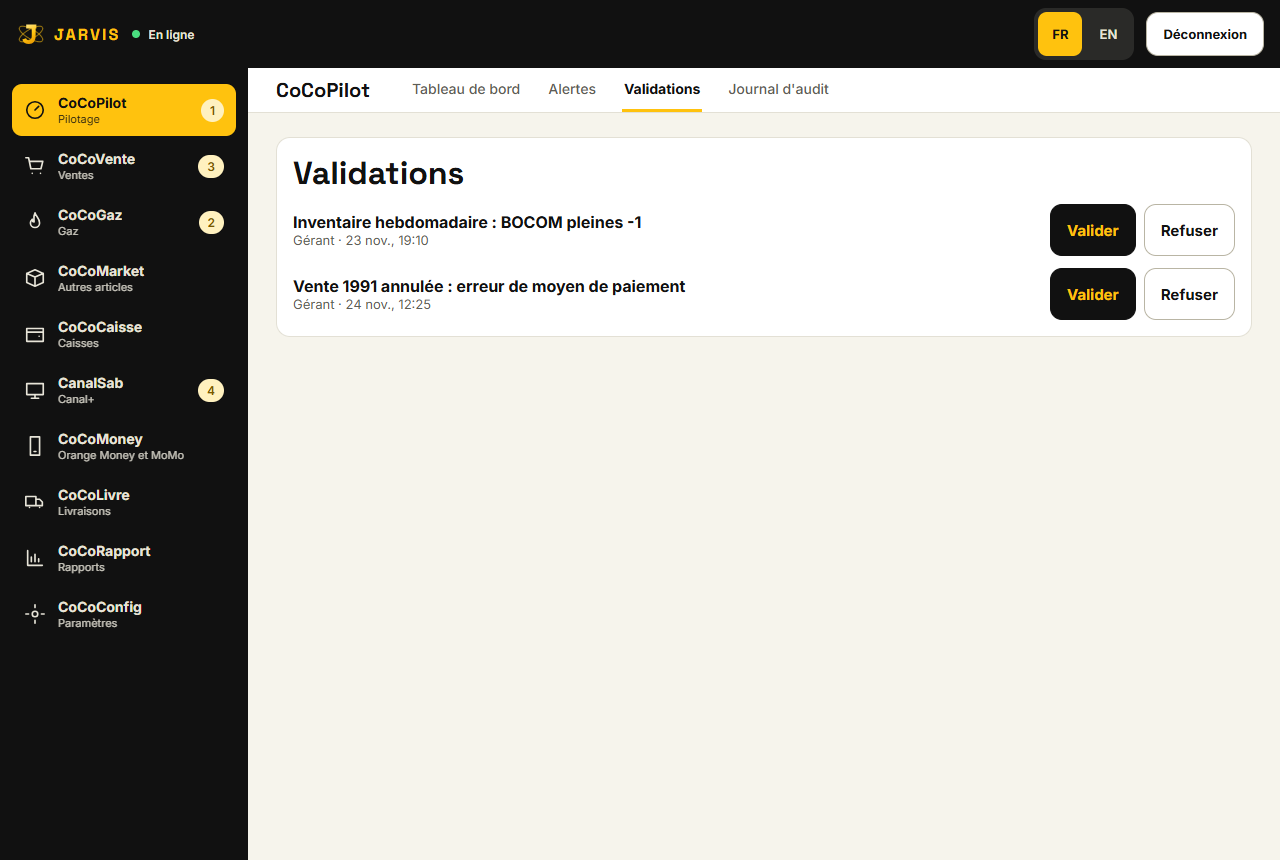 JARVIS
En ligne
FR
EN
Déconnexion
CoCoPilot
Pilotage
1
CoCoVente
Ventes
3
CoCoGaz
Gaz
2
CoCoMarket
Autres articles
CoCoCaisse
Caisses
CanalSab
Canal+
4
CoCoMoney
Orange Money et MoMo
CoCoLivre
Livraisons
CoCoRapport
Rapports
CoCoConfig
Paramètres
CoCoPilot
Tableau de bord
Alertes
Validations
Journal d'audit
Validations
Inventaire hebdomadaire : BOCOM pleines -1
Gérant · 23 nov., 19:10
Valider
Refuser
Vente 1991 annulée : erreur de moyen de paiement
Gérant · 24 nov., 12:25
Valider
Refuser